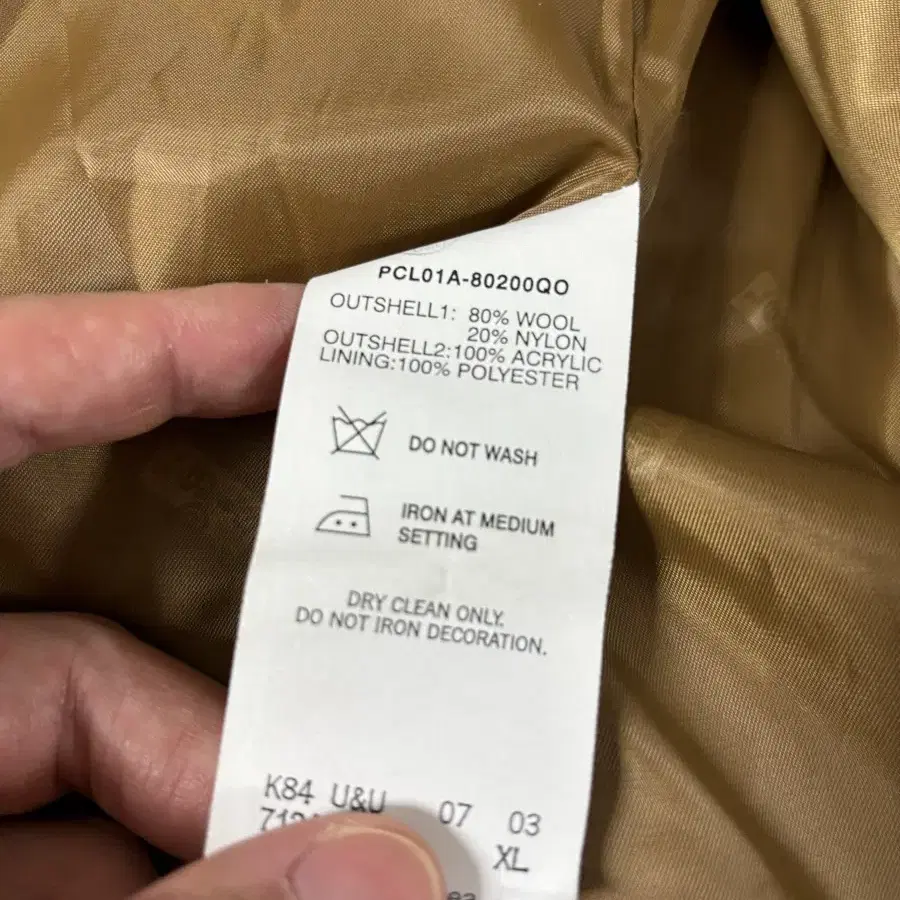 PCL01A-80200QO
OUTSHELL1: 80% WOOL
20% NYLON
OUTSHELL2:100% ACRYLIC
LINING:100% POLYESTER
DO NOT WASH
IRON AT MEDIUM
SETTING
DRY CLEAN ONLY.
DO NOT IRON DECORATION.
K84 U&U 07 03
XL